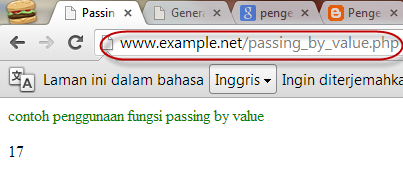 Passin
Genera
penge
Penge
www.example.net/passing_by_value.php
Laman ini dalam bahasa Inggris Ingin diterjemahka
contoh penggunaan fungsi passing by value
17